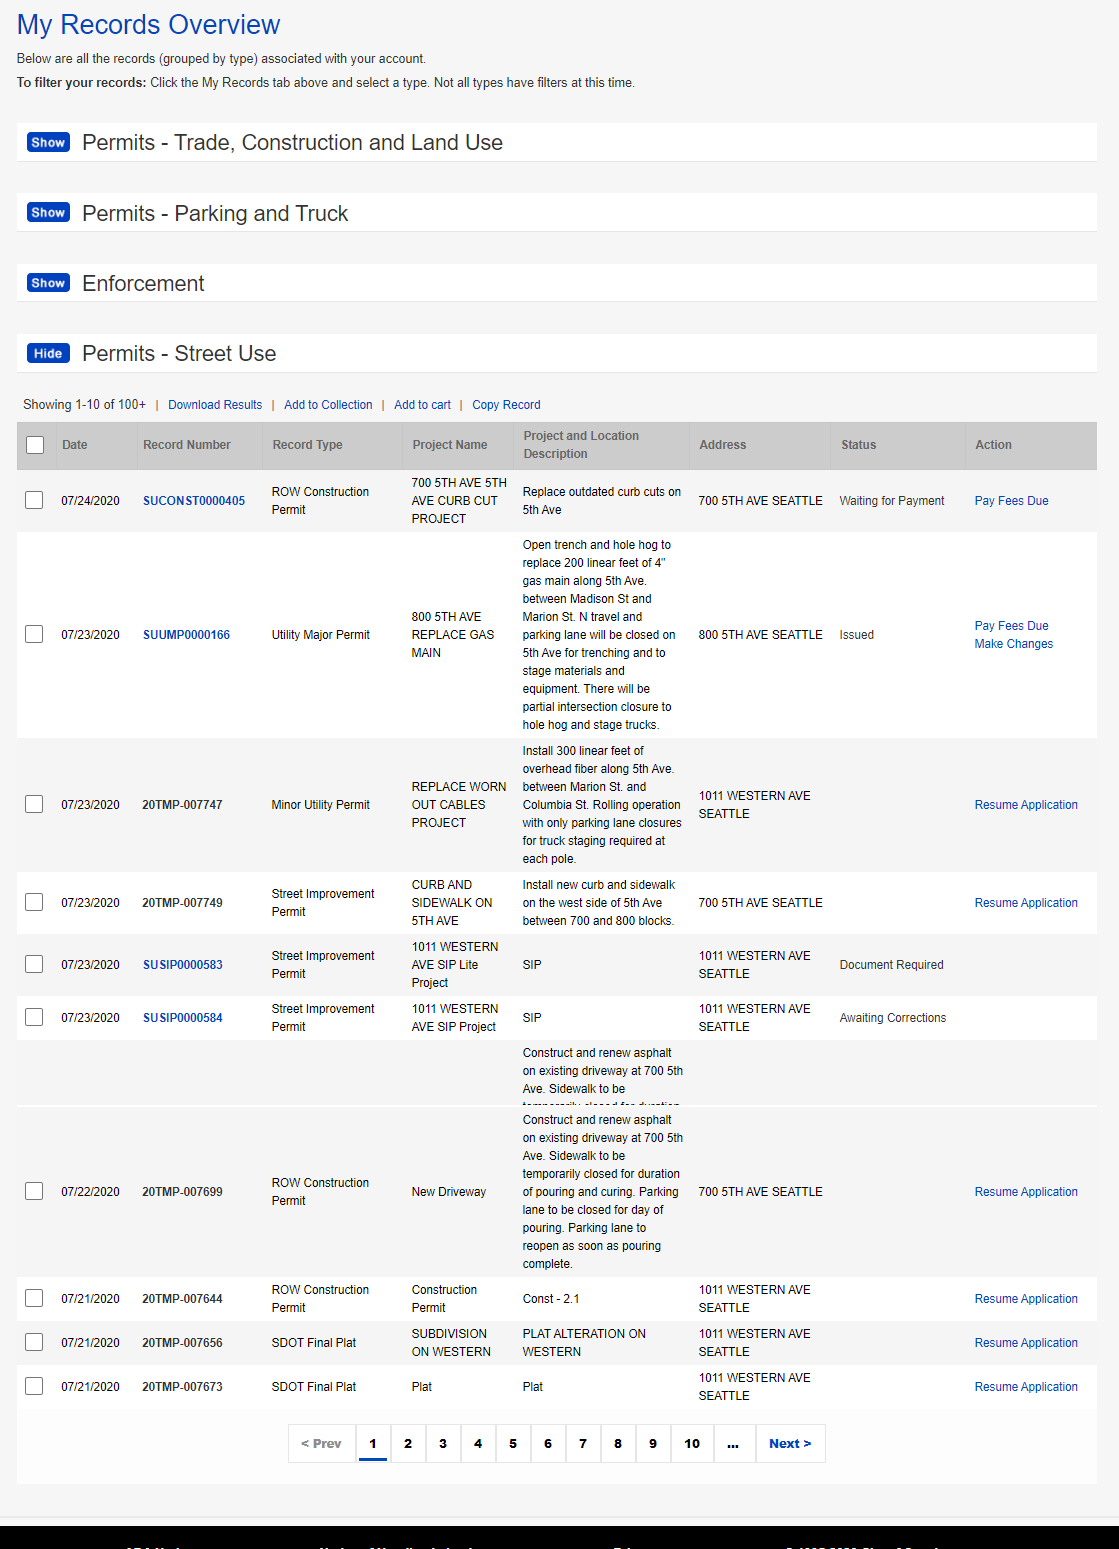 My Records Overview
Below are all the records (grouped by type) associated with your account.
To filter your records: Click the My Records tab above and select a type. Not all types have filters at this time.
Show Permits - Trade, Construction and Land Use
Show Permits - Parking and Truck
Show Enforcement
Hide Permits - Street Use
Showing 1-10 of 100+ | Download Results | Add to Collection | Add to cart | Copy Record
Date Record Number Record Type Project Name Project and Location Description Address Status Action
07/24/2020 SUCONST0000405 ROW Construction Permit 700 5TH AVE 5TH AVE CURB CUT PROJECT Replace outdated curb cuts on 5th Ave 700 5TH AVE SEATTLE Waiting for Payment Pay Fees Due
07/23/2020 SUUMP0000166 Utility Major Permit 800 5TH AVE REPLACE GAS MAIN Open trench and hole hog to replace 200 linear feet of 4" gas main along 5th Ave. between Madison St and Marion St. N travel and parking lane will be closed on 5th Ave for trenching and to stage materials and equipment. There will be partial intersection closure to hole hog and stage trucks. 800 5TH AVE SEATTLE Issued Pay Fees Due Make Changes
07/23/2020 20TMP-007747 Minor Utility Permit REPLACE WORN OUT CABLES PROJECT Install 300 linear feet of overhead fiber along 5th Ave. between Marion St. and Columbia St. Rolling operation with only parking lane closures for truck staging required at each pole. 1011 WESTERN AVE SEATTLE Resume Application
07/23/2020 20TMP-007749 Street Improvement Permit CURB AND SIDEWALK ON 5TH AVE Install new curb and sidewalk on the west side of 5th Ave between 700 and 800 blocks. 700 5TH AVE SEATTLE Resume Application
07/23/2020 SUSIP0000583 Street Improvement Permit 1011 WESTERN AVE SIP Lite Project SIP 1011 WESTERN AVE SEATTLE Document Required
07/23/2020 SUSIP0000584 Street Improvement Permit 1011 WESTERN AVE SIP Project SIP 1011 WESTERN AVE SEATTLE Awaiting Corrections
Construct and renew asphalt on existing driveway at 700 5th Ave. Sidewalk to be
07/22/2020 20TMP-007699 ROW Construction Permit New Driveway Construct and renew asphalt on existing driveway at 700 5th Ave. Sidewalk to be temporarily closed for duration of pouring and curing. Parking lane to be closed for day of pouring. Parking lane to reopen as soon as pouring complete. 700 5TH AVE SEATTLE Resume Application
07/21/2020 20TMP-007644 ROW Construction Permit Construction Permit Const - 2.1 1011 WESTERN AVE SEATTLE Resume Application
07/21/2020 20TMP-007656 SDOT Final Plat SUBDIVISION ON WESTERN PLAT ALTERATION ON WESTERN 1011 WESTERN AVE SEATTLE Resume Application
07/21/2020 20TMP-007673 SDOT Final Plat Plat Plat 1011 WESTERN AVE SEATTLE Resume Application
< Prev 1 2 3 4 5 6 7 8 9 10 ... Next >